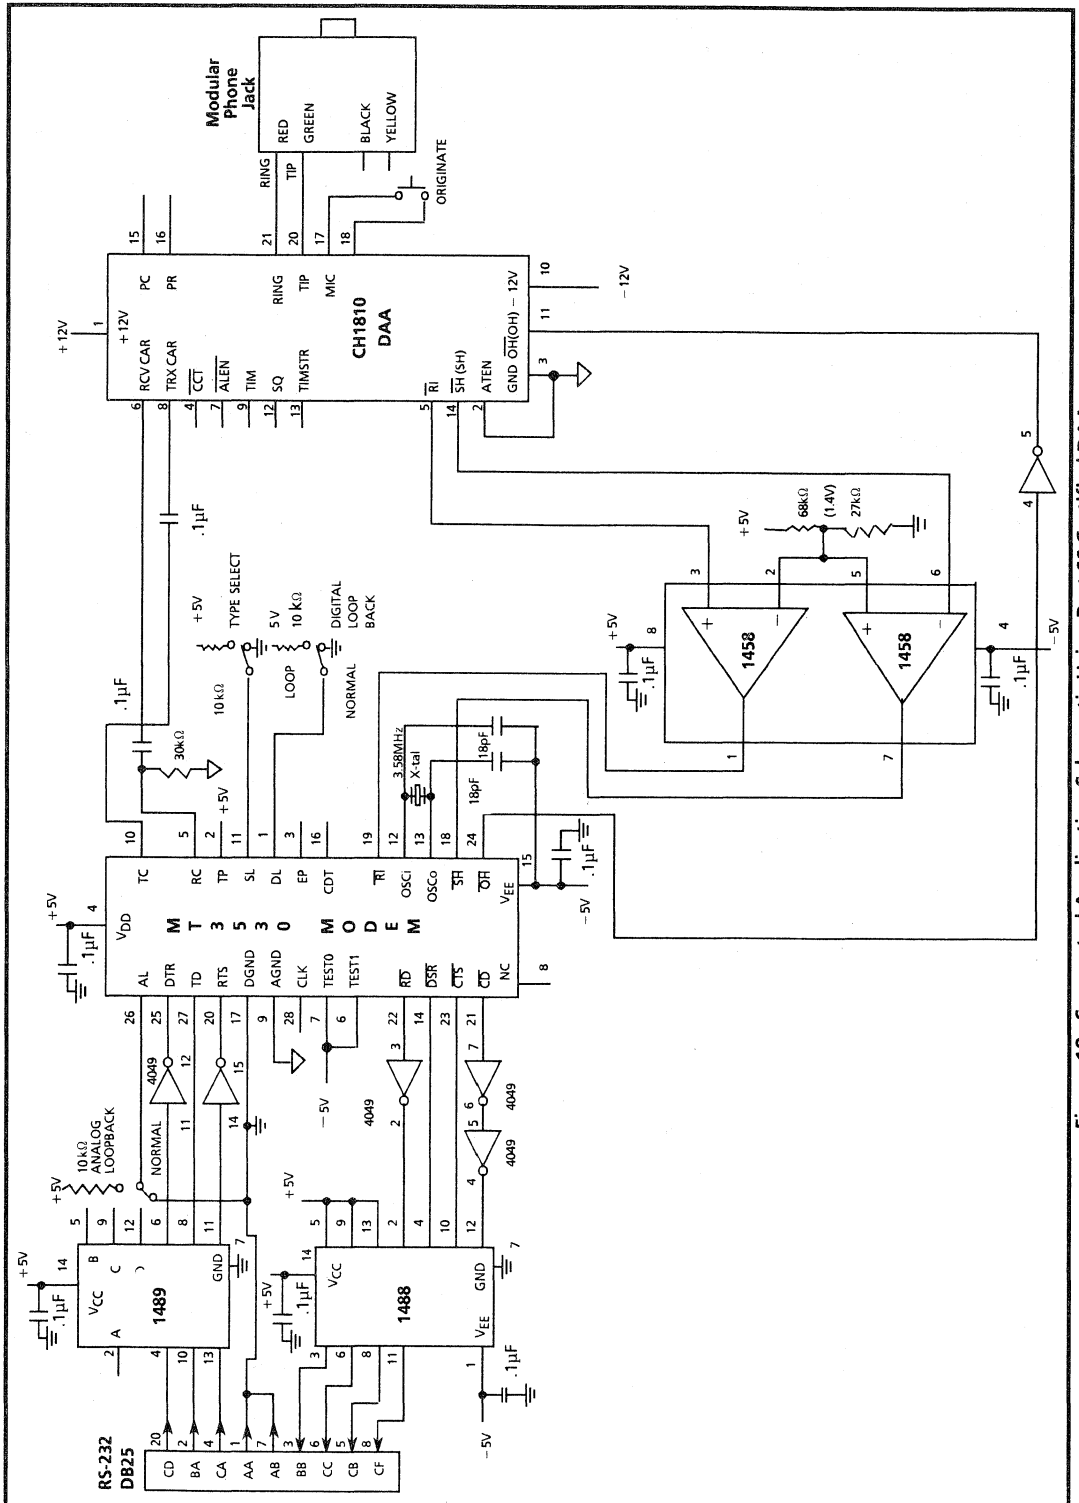 Modular
Phone
Jack
RED
GREEN
BLACK
YELLOW
RING
TIP
ORIGINATE
15
16
21
20
17
18
+12V
1
+12V
PC
PR
RING
TIP
MIC
CH1810
DAA
RCV CAR
TRX CAR
CCT
ALEN
TIM
SQ
TIMSTR
RI
SH (SH)
ATEN
GND
OH(OH)
−12V
10
−12V
11
3
6
8
4
7
9
12
13
5
14
2
.1µF
.1µF
30kΩ
+5V
TYPE SELECT
10kΩ
5V
10 kΩ
DIGITAL
LOOP
BACK
LOOP
NORMAL
+5V
68kΩ
(1.4V)
27kΩ
5
4
3
2
5
6
+
−
1458
+
−
1458
+5V
8
.1µF
4
−5V
.1µF
1
7
3.58MHz
X-tal
18pF
18pF
10
5
2
+5V
11
1
3
16
19
12
13
18
24
15
.1µF
−5V
+5V
4
.1µF
VDD
TC
RC
TP
SL
DL
EP
CDT
RI
OSCi
OSCo
SH
OH
VEE
MT3530 MODEM
AL
DTR
TD
RTS
DGND
AGND
CLK
TEST0
TEST1
RD
DSR
CTS
CD
NC
8
26
25
27
20
17
9
28
7
6
22
14
23
21
4049
12
11
15
14
−5V
3
4049
2
7
6
4049
5
4
4049
+5V
10kΩ
ANALOG
LOOPBACK
NORMAL
5
9
12
6
8
11
+5V
14
.1µF
VCC
B
C
A
1489
GND
7
2
4
10
13
+5V
5
9
13
2
4
10
12
+5V
14
.1µF
VCC
1488
GND
7
VEE
3
6
8
11
1
.1µF
−5V
RS-232
DB25
20
2
4
1
7
3
6
5
8
CD
BA
CA
AA
AB
BB
CC
CB
CF